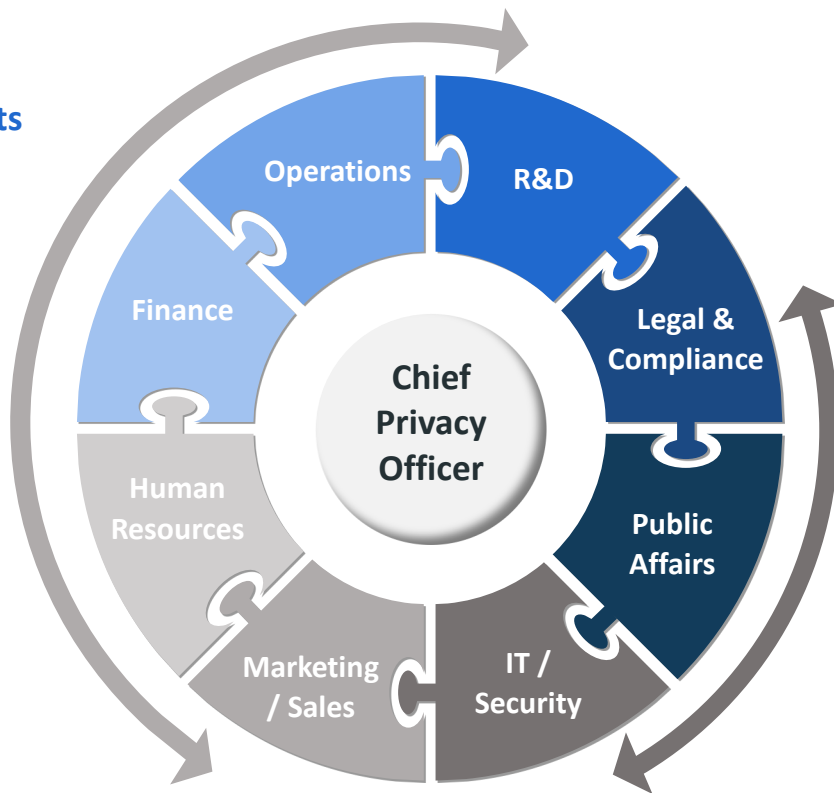 Operations
R&D
Finance
Legal &
Compliance
Chief
Privacy
Officer
Human
Resources
Public
Affairs
Marketing
/ Sales
IT /
Security